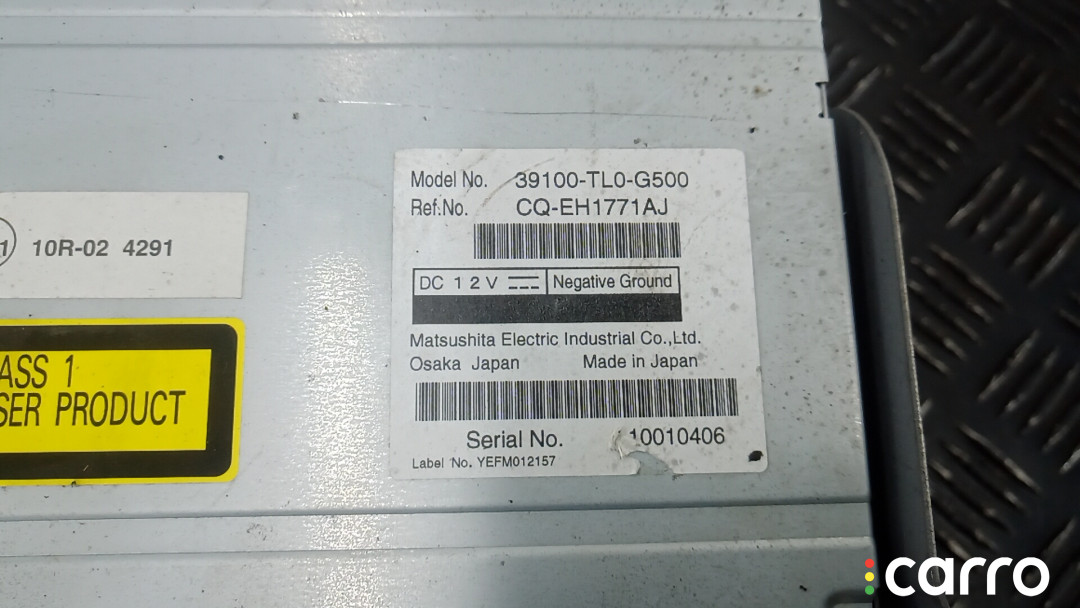 Model No. 39100-TL0-G500
Ref.No. CQ-EH1771AJ
10R-02 4291
DC 12V Negative Ground
Matsushita Electric Industrial Co.,Ltd.
Osaka Japan Made in Japan
ASS 1
SER PRODUCT
Serial No. 10010406
Label No. YEFM012157
carro